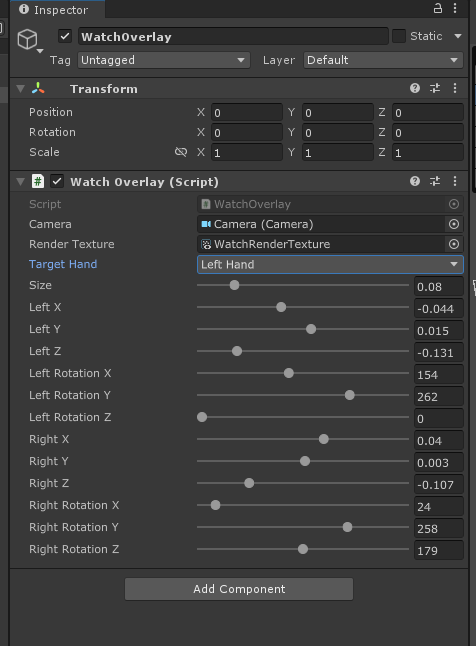 Inspector
WatchOverlay Static
Tag Untagged Layer Default
Transform
Position X 0 Y 0 Z 0
Rotation X 0 Y 0 Z 0
Scale X 1 Y 1 Z 1
# Watch Overlay (Script)
Script # WatchOverlay
Camera Camera (Camera)
Render Texture WatchRenderTexture
Target Hand Left Hand
Size 0.08
Left X -0.044
Left Y 0.015
Left Z -0.131
Left Rotation X 154
Left Rotation Y 262
Left Rotation Z 0
Right X 0.04
Right Y 0.003
Right Z -0.107
Right Rotation X 24
Right Rotation Y 258
Right Rotation Z 179
Add Component